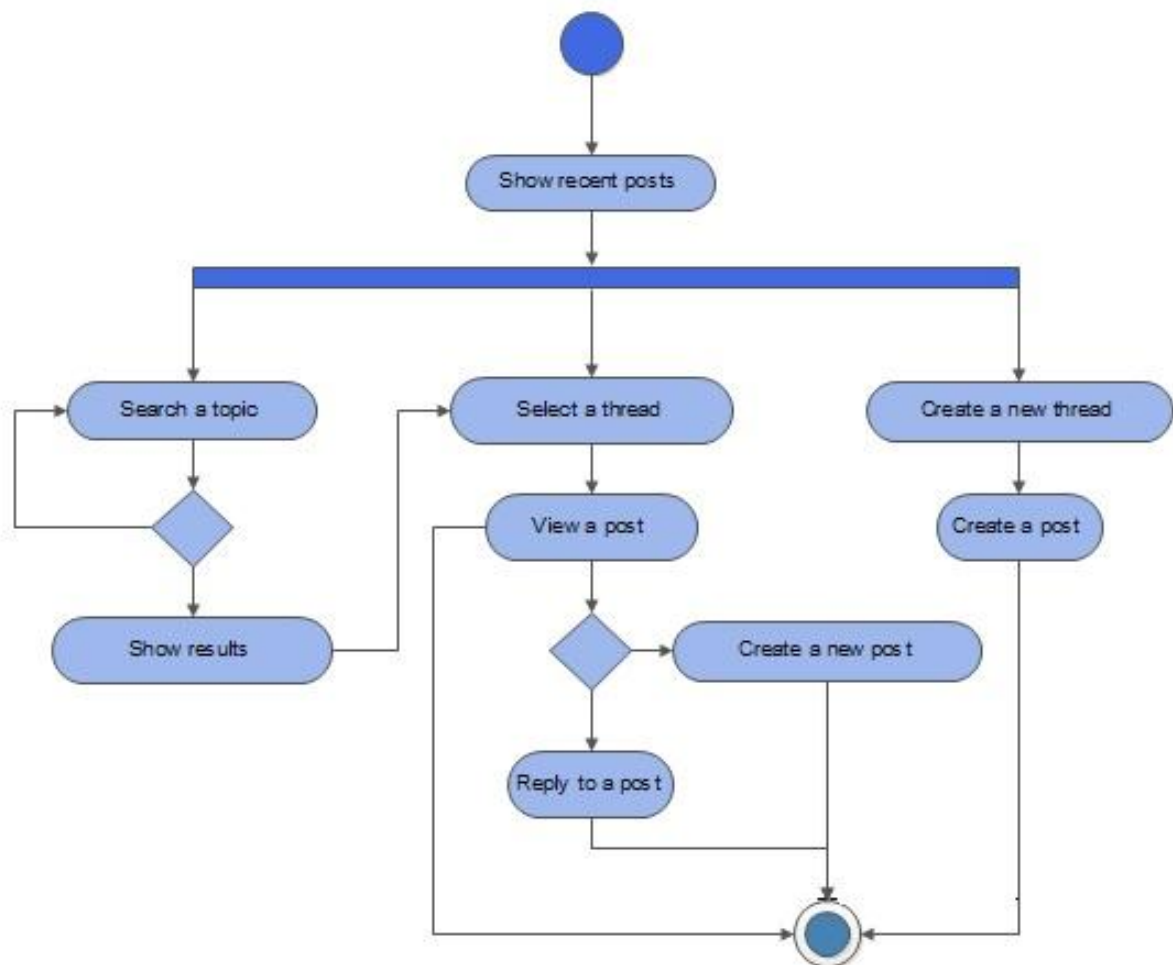 Show recent posts
Search a topic
Select a thread
Create a new thread
View a post
Create a post
Show results
Create a new post
Reply to a post